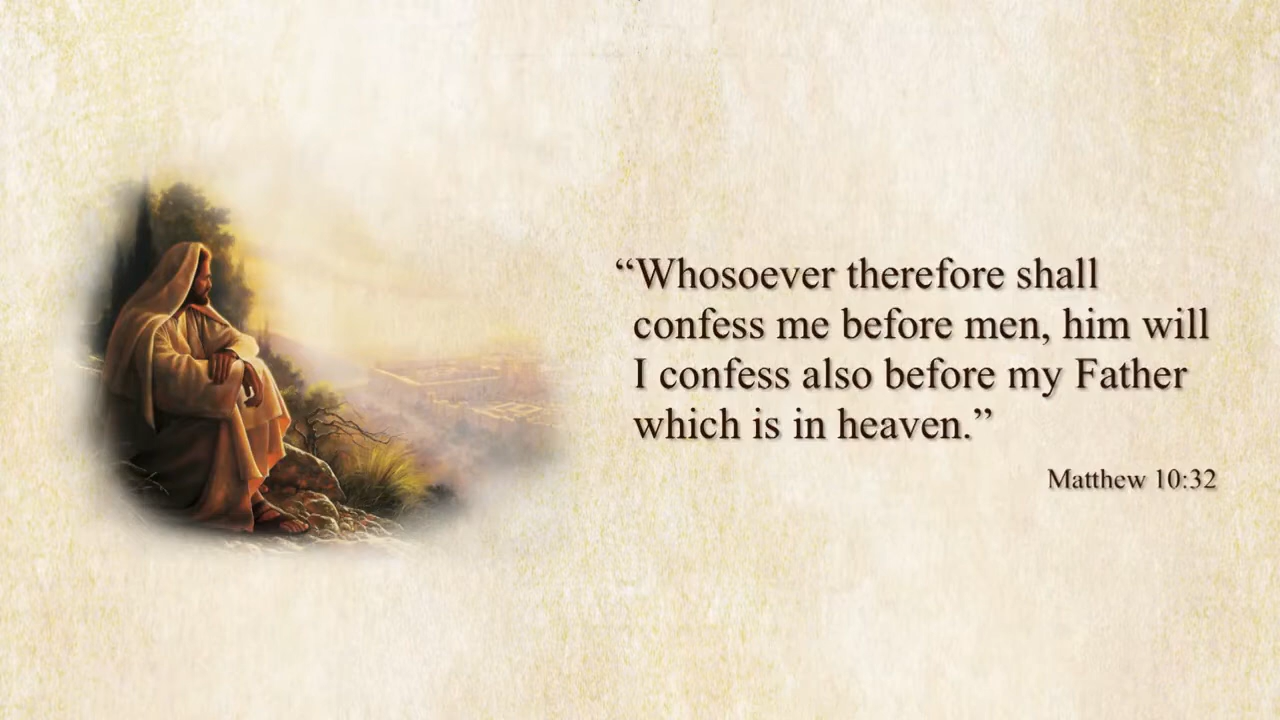 “Whosoever therefore shall
confess me before men, him will
I confess also before my Father
which is in heaven.”
Matthew 10:32